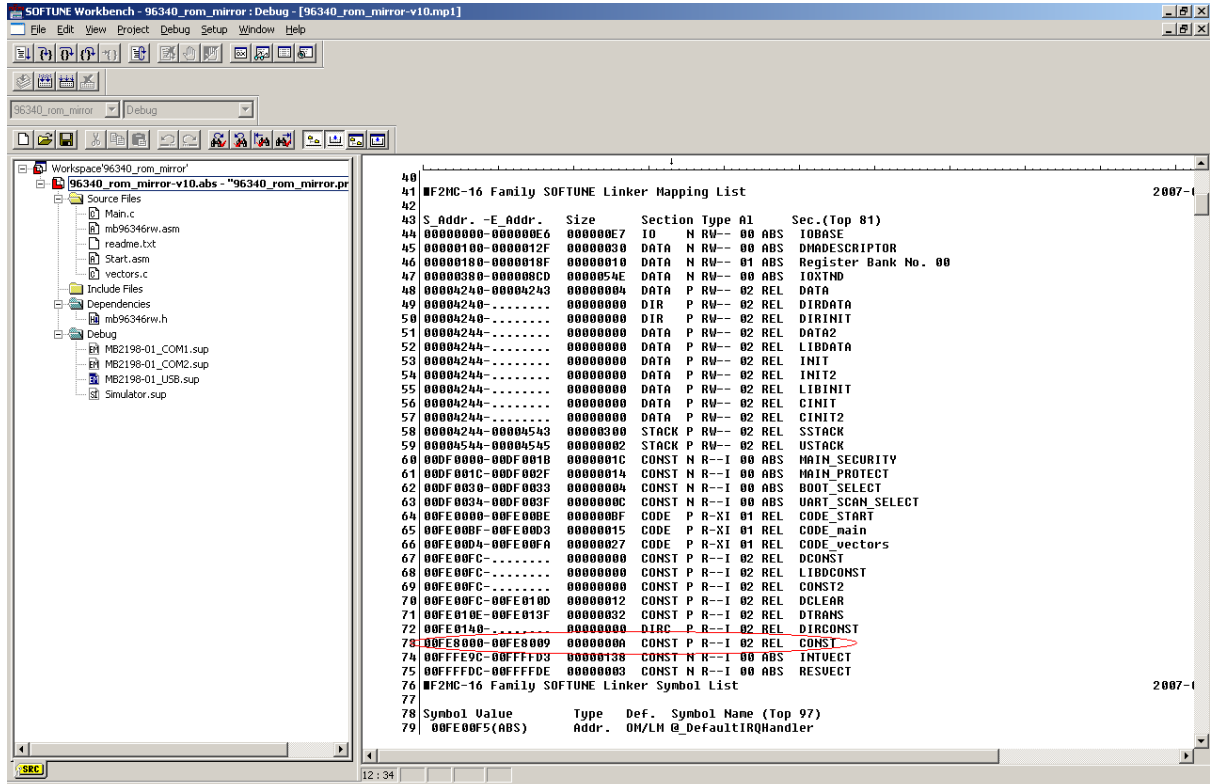 SOFTUNE Workbench - 96340_rom_mirror : Debug - [96340_rom_mirror-v10.mp1]
File Edit View Project Debug Setup Window Help
96340_rom_mirror Debug
Workspace'96340_rom_mirror'
96340_rom_mirror-v10.abs - "96340_rom_mirror.pr
Source Files
Main.c
mb96346rw.asm
readme.txt
Start.asm
vectors.c
Include Files
Dependencies
mb96346rw.h
Debug
MB2198-01_COM1.sup
MB2198-01_COM2.sup
MB2198-01_USB.sup
Simulator.sup
SRC
40
41 ■F2MC-16 Family SOFTUNE Linker Mapping List 2007-
42
43 S_Addr. -E_Addr. Size Section Type Al Sec.(Top 81)
44 00000000-000000E6 000000E7 IO N RW-- 00 ABS IOBASE
45 00000100-0000012F 00000030 DATA N RW-- 00 ABS DMADESCRIPTOR
46 00000180-0000018F 00000010 DATA N RW-- 01 ABS Register Bank No. 00
47 00000380-000008CD 0000054E DATA N RW-- 00 ABS IOXTND
48 00004240-00004243 00000004 DATA P RW-- 02 REL DATA
49 00004240-........ 00000000 DIR P RW-- 02 REL DIRDATA
50 00004240-........ 00000000 DIR P RW-- 02 REL DIRINIT
51 00004244-........ 00000000 DATA P RW-- 02 REL DATA2
52 00004244-........ 00000000 DATA P RW-- 02 REL LIBDATA
53 00004244-........ 00000000 DATA P RW-- 02 REL INIT
54 00004244-........ 00000000 DATA P RW-- 02 REL INIT2
55 00004244-........ 00000000 DATA P RW-- 02 REL LIBINIT
56 00004244-........ 00000000 DATA P RW-- 02 REL CINIT
57 00004244-........ 00000000 DATA P RW-- 02 REL CINIT2
58 00004244-00004543 00000300 STACK P RW-- 02 REL SSTACK
59 00004544-00004545 00000002 STACK P RW-- 02 REL USTACK
60 00DF0000-00DF001B 0000001C CONST N R--I 00 ABS MAIN_SECURITY
61 00DF001C-00DF002F 00000014 CONST N R--I 00 ABS MAIN_PROTECT
62 00DF0030-00DF0033 00000004 CONST N R--I 00 ABS BOOT_SELECT
63 00DF0034-00DF003F 0000000C CONST N R--I 00 ABS UART_SCAN_SELECT
64 00FE0000-00FE00BE 000000BF CODE P R-XI 01 REL CODE_START
65 00FE00BF-00FE00D3 00000015 CODE P R-XI 01 REL CODE_main
66 00FE00D4-00FE00FA 00000027 CODE P R-XI 01 REL CODE_vectors
67 00FE00FC-........ 00000000 CONST P R--I 02 REL DCONST
68 00FE00FC-........ 00000000 CONST P R--I 02 REL LIBDCONST
69 00FE00FC-........ 00000000 CONST P R--I 02 REL CONST2
70 00FE00FC-00FE010D 00000012 CONST P R--I 02 REL DCLEAR
71 00FE010E-00FE013F 00000032 CONST P R--I 02 REL DTRANS
72 00FE0140-........ 00000000 DIRC P R--I 02 REL DIRCONST
73 00FE8000-00FE8009 0000000A CONST P R--I 02 REL CONST
74 00FFFE9C-00FFFFD3 00000138 CONST N R--I 00 ABS INTVECT
75 00FFFFDC-00FFFFDE 00000003 CONST N R--I 00 ABS RESVECT
76 ■F2MC-16 Family SOFTUNE Linker Symbol List 2007-
77
78 Symbol Value Type Def. Symbol Name (Top 97)
79 00FE00F5(ABS) Addr. OM/LM @_DefaultIRQHandler
12 : 34